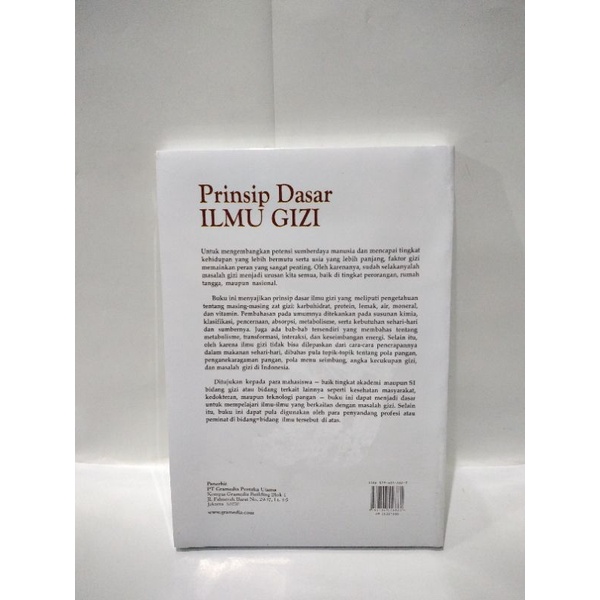 Prinsip Dasar
ILMU GIZI
Untuk mengembangkan potensi sumberdaya manusia dan mencapai tingkat
kehidupan yang lebih bermutu serta usia yang lebih panjang, faktor gizi
memainkan peran yang sangat penting. Oleh karenanya, sudah selakanyalah
masalah gizi menjadi urusan kita semua, baik di tingkat perorangan, rumah
tangga, maupun nasional.
Buku ini menyajikan prinsip dasar ilmu gizi yang meliputi pengetahuan
tentang masing-masing zat gizi: karbohidrat, protein, lemak, air, mineral,
dan vitamin. Pembahasan pada umumnya ditekankan pada susunan kimia,
klasifikasi, pencernaan, absorpsi, metabolisme, serta kebutuhan sehari-hari
dan sumbernya. Juga ada bab-bab tersendiri yang membahas tentang
metabolisme, transformasi, interaksi, dan keseimbangan energi. Selain itu,
oleh karena ilmu gizi tidak bisa dilepaskan dari cara-cara penerapannya
dalam makanan sehari-hari, dibahas pula topik-topik tentang pola pangan,
penganekaragaman pangan, pola menu seimbang, angka kecukupan gizi,
dan masalah gizi di Indonesia.
Ditujukan kepada para mahasiswa — baik tingkat akademi maupun S1
bidang gizi atau bidang terkait lainnya seperti kesehatan masyarakat,
kedokteran, maupun teknologi pangan — buku ini dapat menjadi dasar
untuk mempelajari ilmu-ilmu yang berkaitan dengan masalah gizi. Selain
itu, buku ini dapat pula digunakan oleh para penyandang profesi atau
peminat di bidang-bidang ilmu tersebut di atas.
Penerbit
PT Gramedia Pustaka Utama
Kompas Gramedia Building Blok I
Jl. Palmerah Barat No. 29-37, Lt.
Jakarta 10270
www.gramedia.com
ISBN